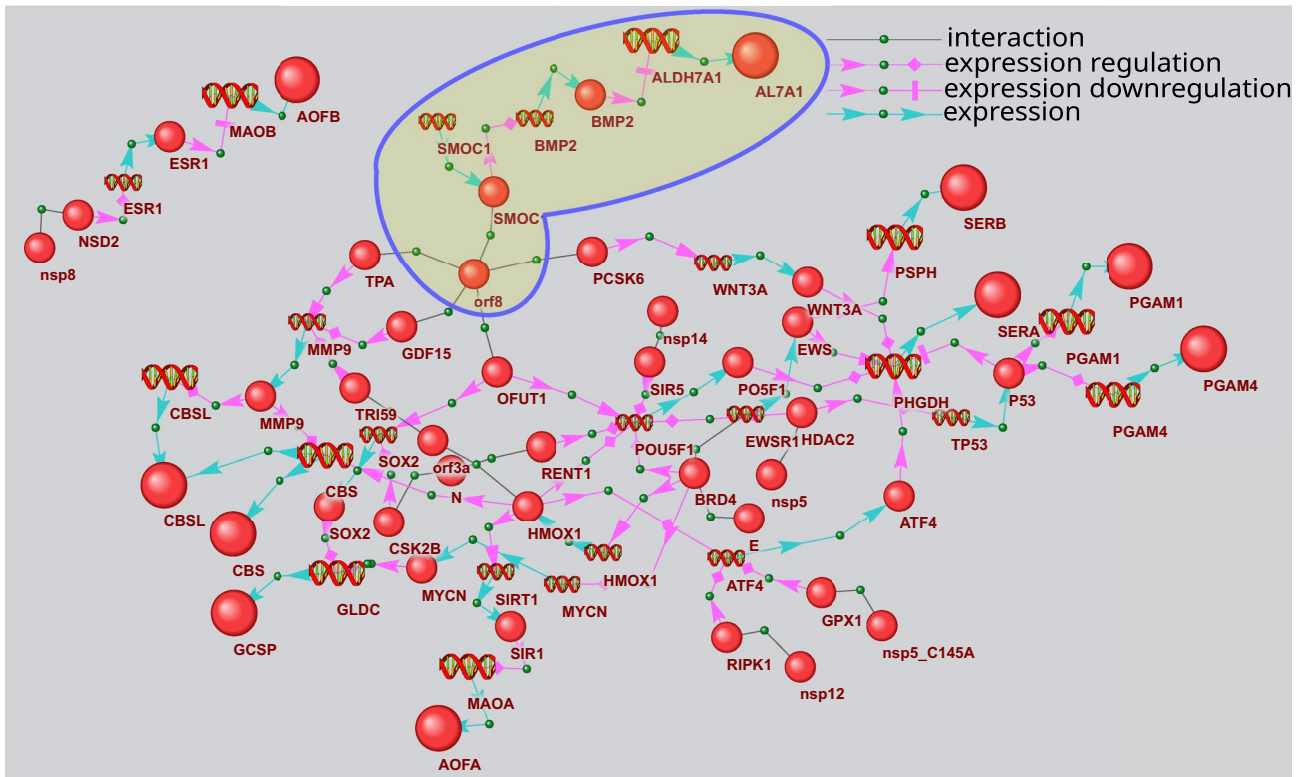 interaction
expression regulation
expression downregulation
expression
ALDH7A1
AL7A1
AOFB
MAOB
SMOC1
BMP2
BMP2
ESR1
ESR1
SMOC
NSD2
nsp8
SERB
PSPH
TPA
PCSK6
WNT3A
orf8
WNT3A
SERA
PGAM1
nsp14
EWS
MMP9
GDF15
PGAM1
PGAM4
SIR5
PO5F1
PHGDH
P53
OFUT1
CBSL
TRI59
MMP9
PGAM4
EWSR1
HDAC2
TP53
POU5F1
SOX2
orf3a
RENT1
CBS
N
BRD4
nsp5
CBSL
SOX2
HMOX1
ATF4
CSK2B
E
CBS
HMOX1
ATF4
MYCN
SIRT1
MYCN
GLDC
GPX1
GCSP
SIR1
RIPK1
nsp5_C145A
nsp12
MAOA
AOFA